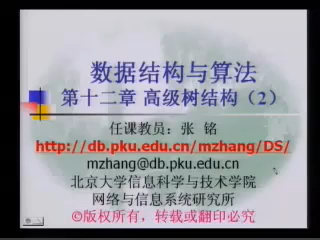 数据结构与算法
第十二章 高级树结构（2）
任课教员：张 铭
http://db.pku.edu.cn/mzhang/DS/
mzhang@db.pku.edu.cn
北京大学信息科学与技术学院
网络与信息系统研究所
©版权所有，转载或翻印必究